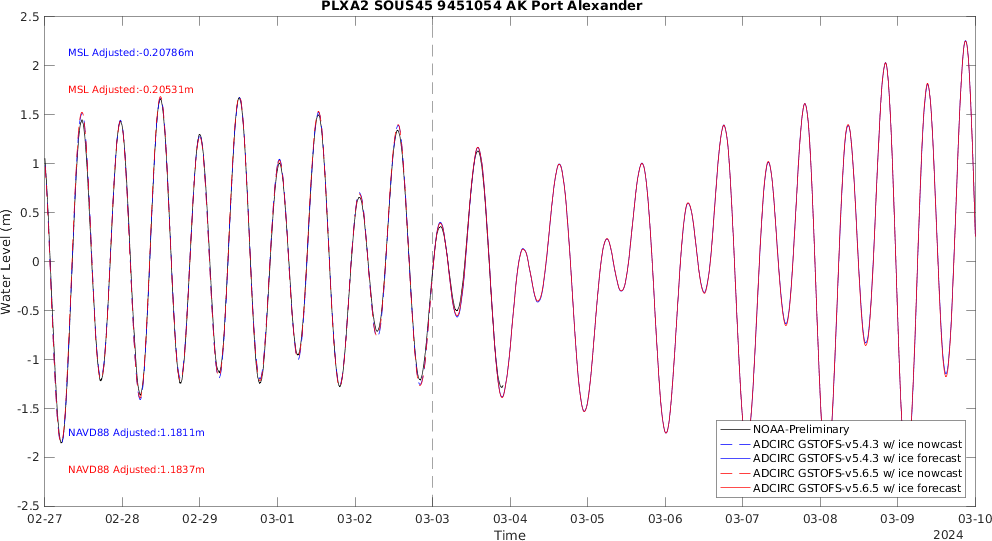 PLXA2 SOUS45 9451054 AK Port Alexander
2.5
2
1.5
1
0.5
0
-0.5
-1
-1.5
-2
-2.5
Water Level (m)
MSL Adjusted:-0.20786m
MSL Adjusted:-0.20531m
NAVD88 Adjusted:1.1811m
NAVD88 Adjusted:1.1837m
NOAA-Preliminary
ADCIRC GSTOFS-v5.4.3 w/ ice nowcast
ADCIRC GSTOFS-v5.4.3 w/ ice forecast
ADCIRC GSTOFS-v5.6.5 w/ ice nowcast
ADCIRC GSTOFS-v5.6.5 w/ ice forecast
02-27 02-28 02-29 03-01 03-02 03-03 03-04 03-05 03-06 03-07 03-08 03-09 03-10
Time
2024